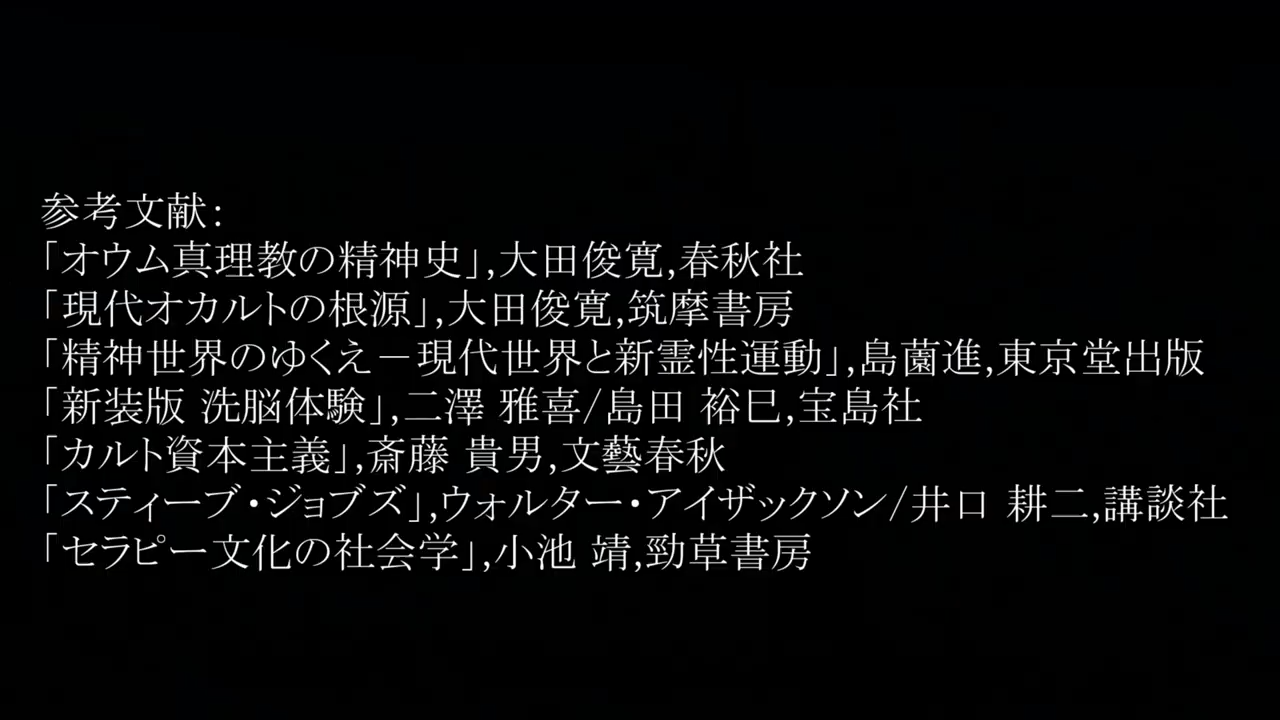 参考文献：
「オウム真理教の精神史」,大田俊寛,春秋社
「現代オカルトの根源」,大田俊寛,筑摩書房
「精神世界のゆくえ－現代世界と新霊性運動」,島薗進,東京堂出版
「新装版 洗脳体験」,二澤 雅喜/島田 裕巳,宝島社
「カルト資本主義」,斎藤 貴男,文藝春秋
「スティーブ・ジョブズ」,ウォルター・アイザックソン/井口 耕二,講談社
「セラピー文化の社会学」,小池 靖,勁草書房